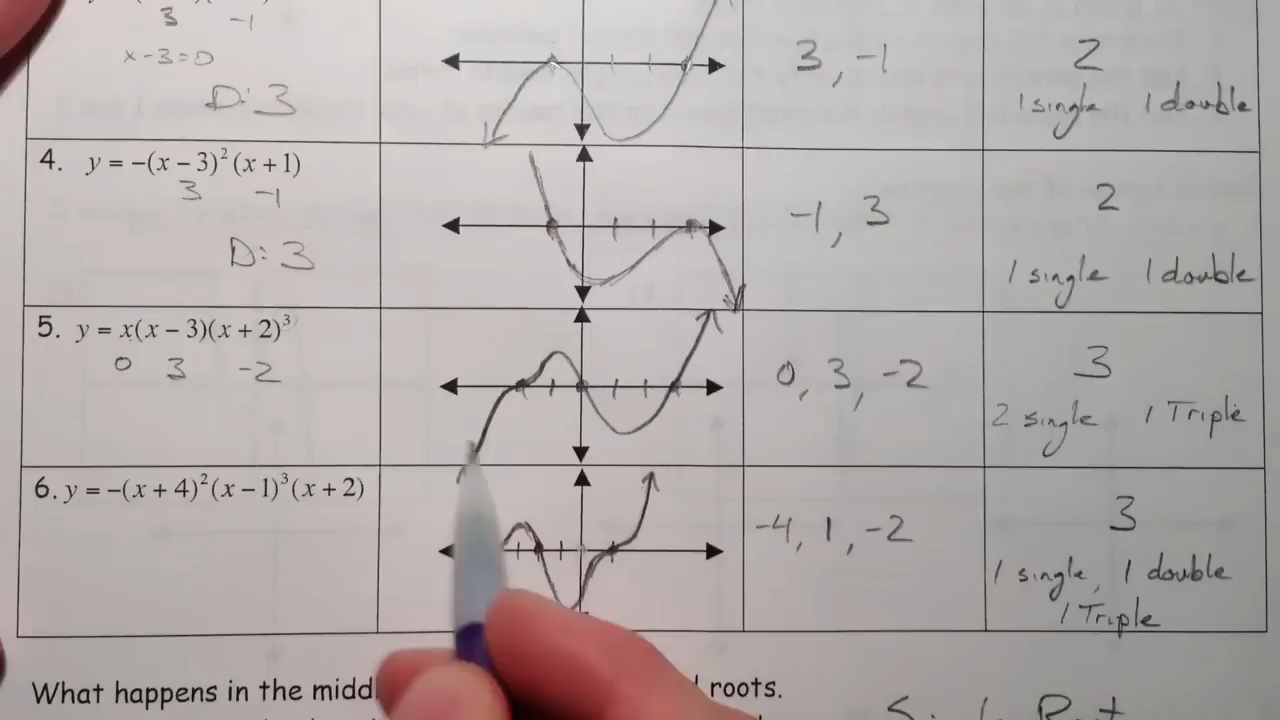 3 -1
x-3=0
D: 3
3, -1
2
1 single 1 double
4. y = -(x - 3)² (x + 1)
3 -1
D: 3
-1, 3
2
1 single 1 double
5. y = x(x - 3)(x + 2)³
0 3 -2
0, 3, -2
3
2 single 1 Triple
6. y = -(x + 4)² (x - 1)³ (x + 2)
-4, 1, -2
3
1 single, 1 double
1 Triple
What happens in the roots.